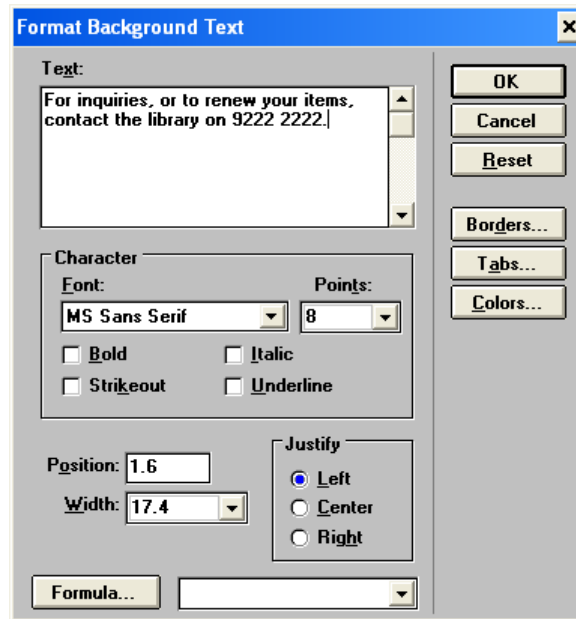 Format Background Text
Text:
For inquiries, or to renew your items,
contact the library on 9222 2222.
OK
Cancel
Reset
Borders...
Tabs...
Colors...
Character
Font:
Points:
MS Sans Serif
8
Bold
Italic
Strikeout
Underline
Position: 1.6
Width: 17.4
Justify
Left
Center
Right
Formula...